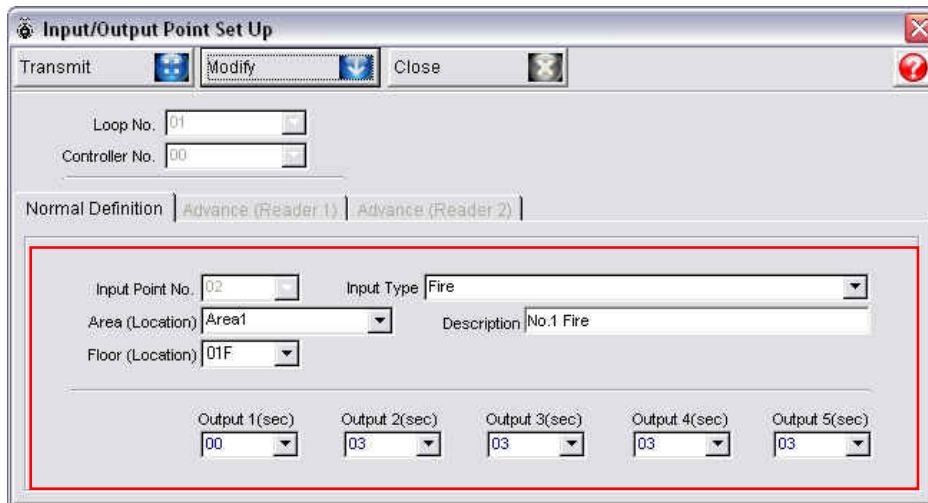 Input/Output Point Set Up
Transmit Modify Close ?
Loop No. 01
Controller No. 00
Normal Definition Advance (Reader 1) Advance (Reader 2)
Input Point No. 02 Input Type Fire
Area (Location) Area1 Description No.1 Fire
Floor (Location) 01F
Output 1(sec) Output 2(sec) Output 3(sec) Output 4(sec) Output 5(sec)
00 03 03 03 03